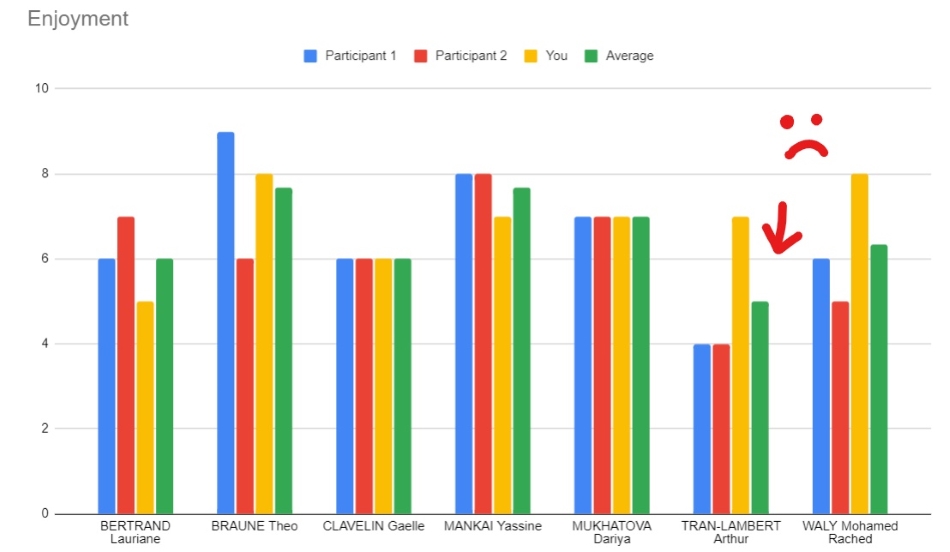 Enjoyment
Participant 1 Participant 2 You Average
10
8
6
4
2
0
BERTRAND Lauriane
BRAUNE Theo
CLAVELIN Gaelle
MANKAI Yassine
MUKHATOVA Dariya
TRAN-LAMBERT Arthur
WALY Mohamed Rached